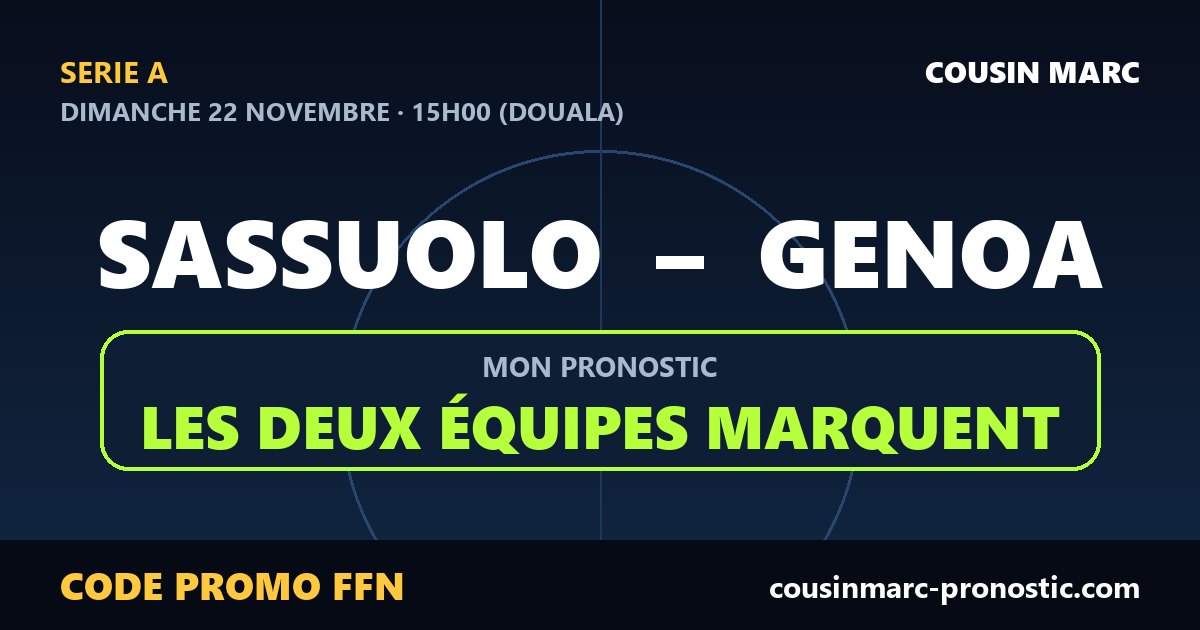 SERIE A
COUSIN MARC
DIMANCHE 22 NOVEMBRE · 15H00 (DOUALA)
SASSUOLO – GENOA
MON PRONOSTIC
LES DEUX ÉQUIPES MARQUENT
CODE PROMO FFN
cousinmarc-pronostic.com